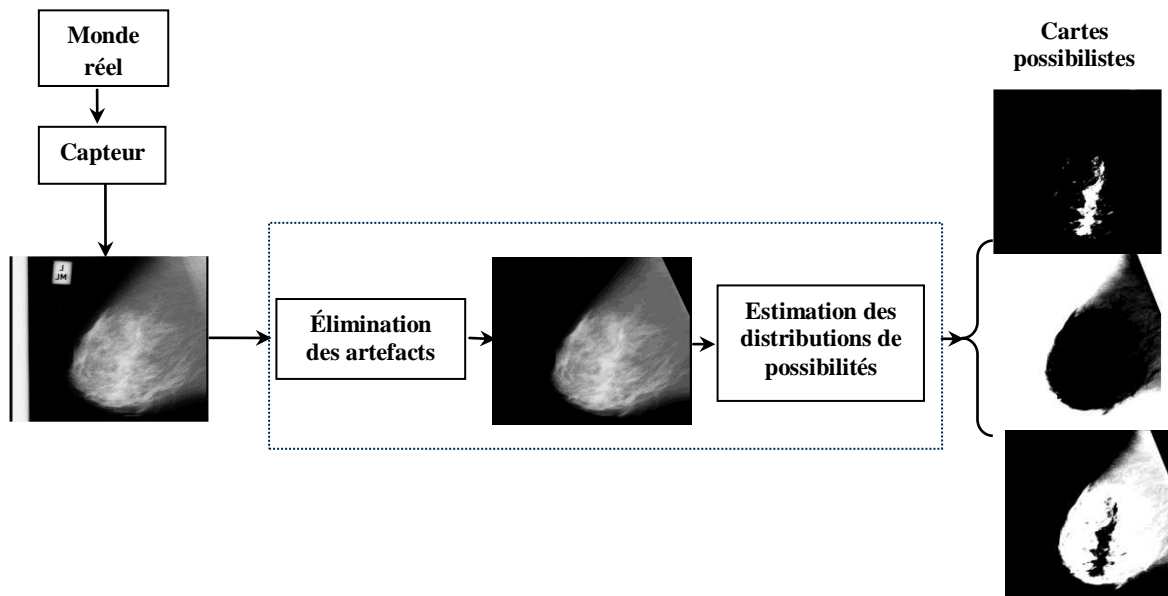 Monde
réel
Capteur
J
JM
Élimination
des artefacts
Estimation des
distributions de
possibilités
Cartes
possibilistes